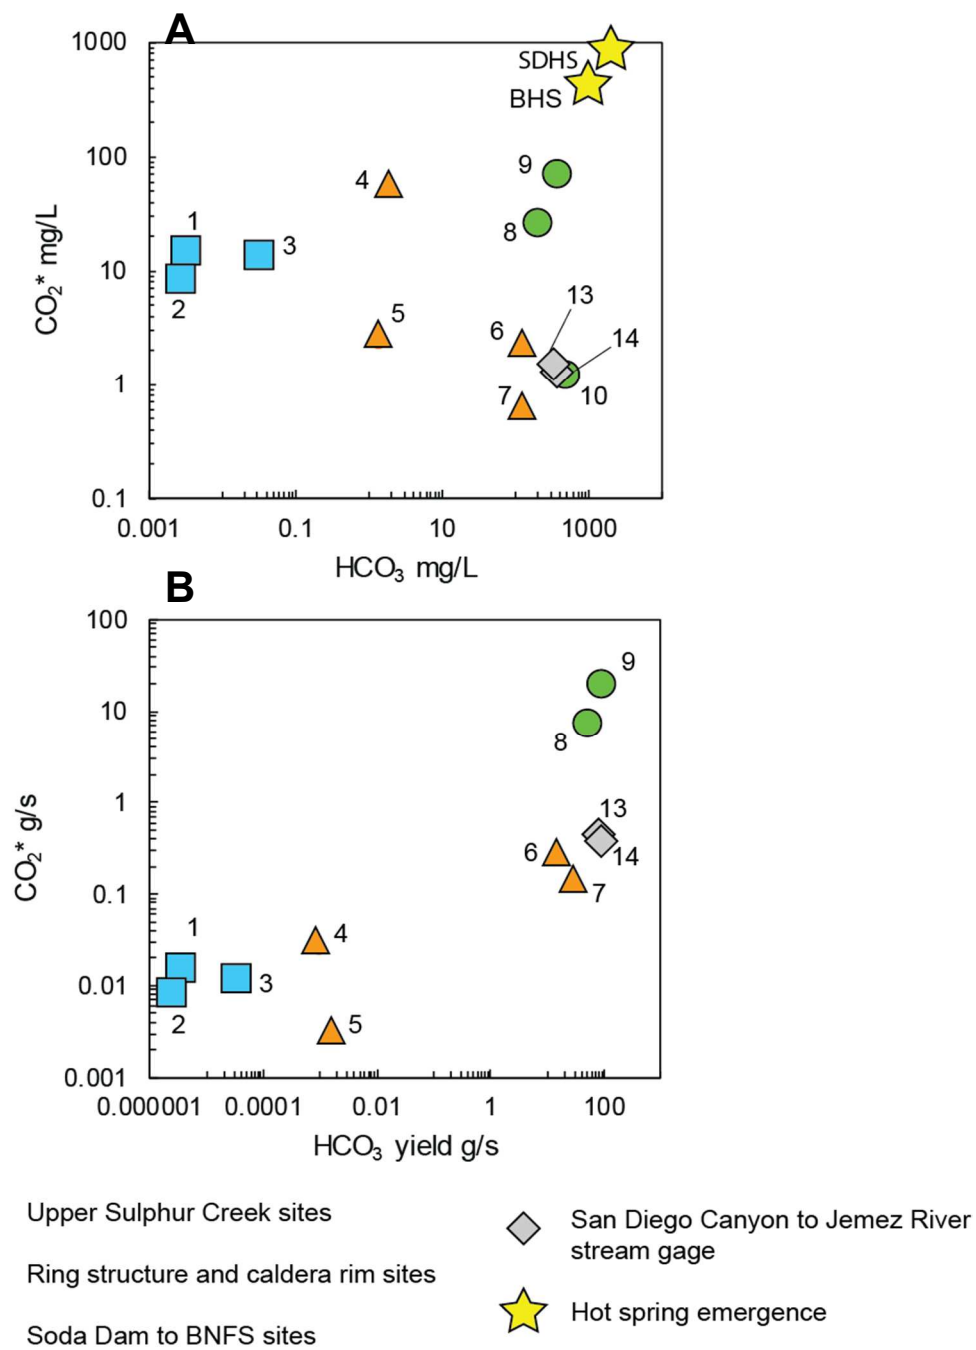 A
1000
100
10
1
0.1
CO₂* mg/L
SDHS
BHS
9
4
8
1
3
2
13
5
6
14
7
10
0.001 0.1 10 1000
HCO₃ mg/L
B
100
10
1
0.1
0.01
0.001
CO₂* g/s
9
8
13
6
14
7
1
4
3
2
5
0.000001 0.0001 0.01 1 100
HCO₃ yield g/s
Upper Sulphur Creek sites
Ring structure and caldera rim sites
Soda Dam to BNFS sites
San Diego Canyon to Jemez River
stream gage
Hot spring emergence